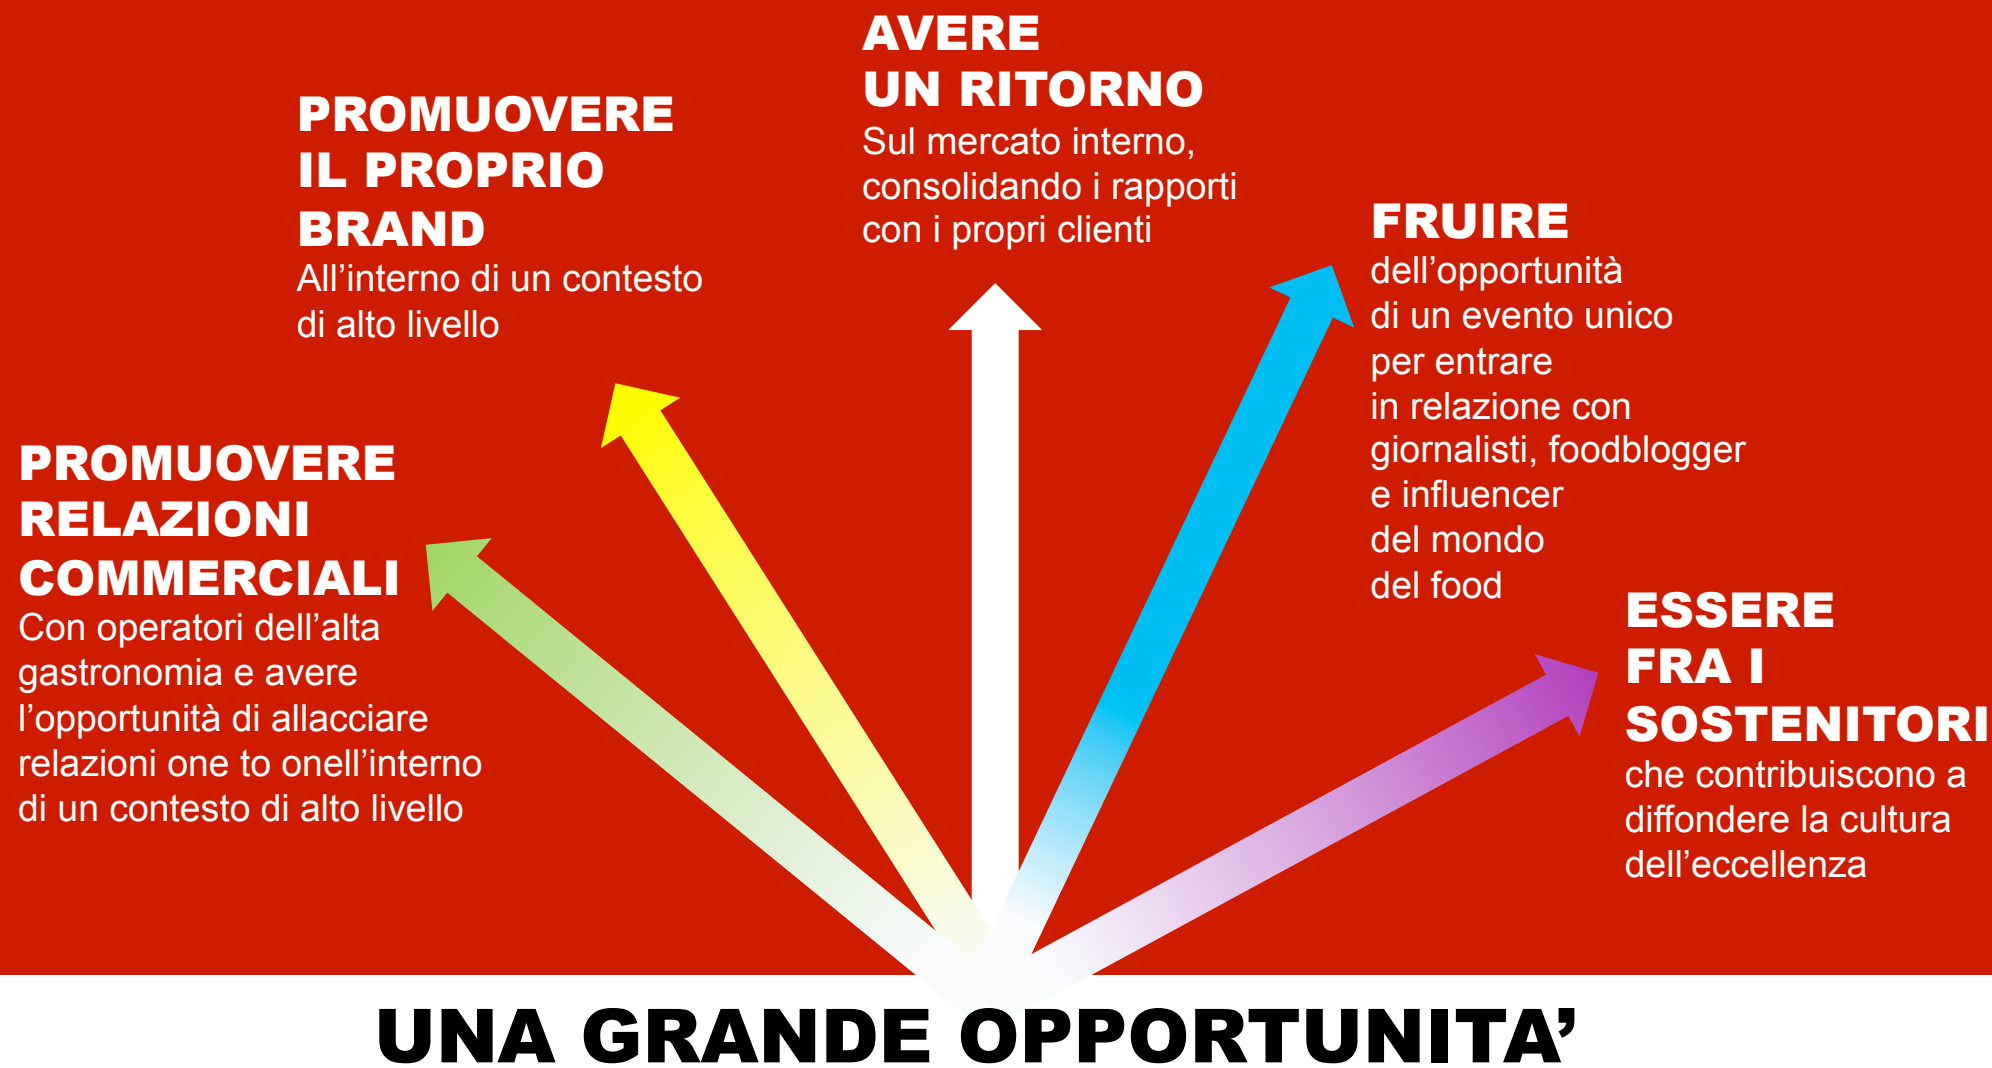 PROMUOVERE
RELAZIONI
COMMERCIALI
Con operatori dell’alta
gastronomia e avere
l’opportunità di allacciare
relazioni one to onell’interno
di un contesto di alto livello
PROMUOVERE
IL PROPRIO
BRAND
All’interno di un contesto
di alto livello
AVERE
UN RITORNO
Sul mercato interno,
consolidando i rapporti
con i propri clienti
FRUIRE
dell’opportunità
di un evento unico
per entrare
in relazione con
giornalisti, foodblogger
e influencer
del mondo
del food
ESSERE
FRA I
SOSTENITORI
che contribuiscono a
diffondere la cultura
dell’eccellenza
UNA GRANDE OPPORTUNITA’